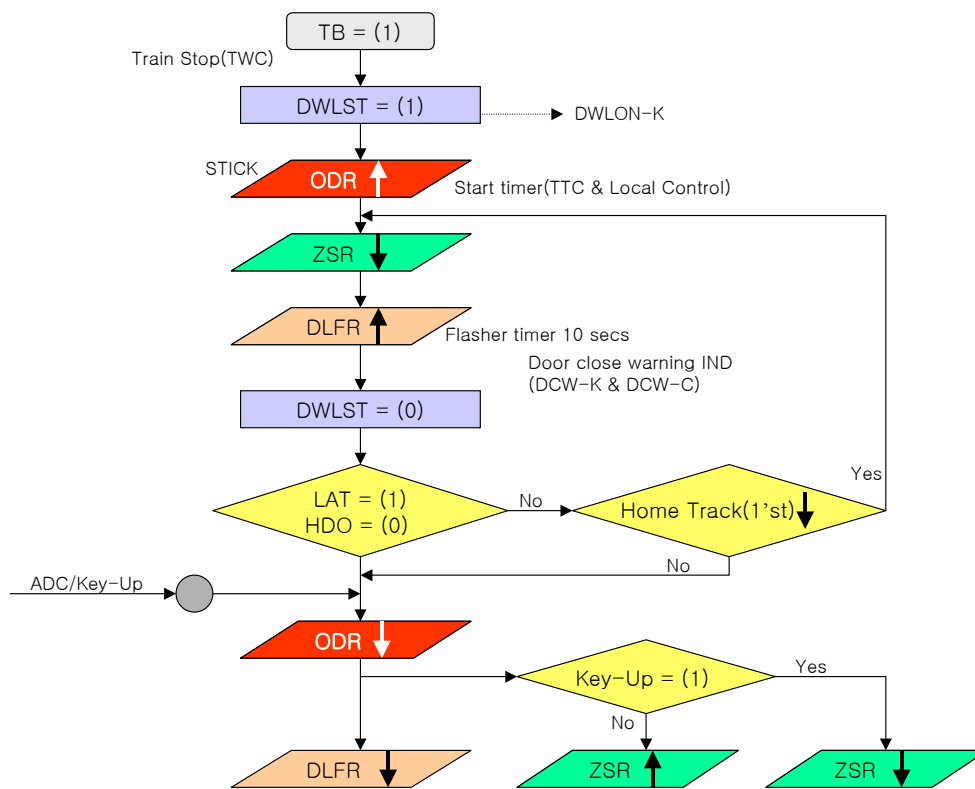 TB = (1)
Train Stop(TWC)
DWLST = (1)
DWLON-K
STICK
ODR
Start timer(TTC & Local Control)
ZSR
DLFR
Flasher timer 10 secs
Door close warning IND
(DCW-K & DCW-C)
DWLST = (0)
LAT = (1)
HDO = (0)
No
Home Track(1'st)
Yes
No
ADC/Key-Up
ODR
Key-Up = (1)
Yes
No
DLFR
ZSR
ZSR